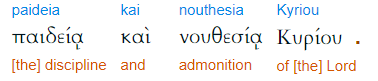 paideia kai nouthesia Kyriou
παιδείᾳ καὶ νουθεσίᾳ Κυρίου .
[the] discipline and admonition of [the] Lord